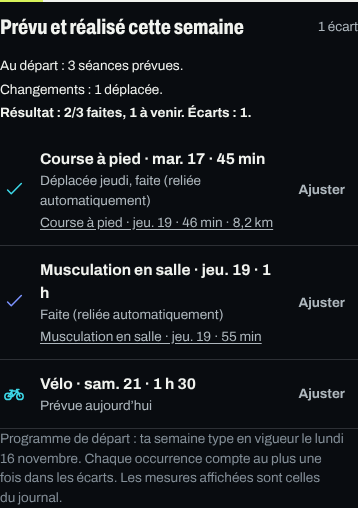 Prévu et réalisé cette semaine
1 écart
Au départ : 3 séances prévues.
Changements : 1 déplacée.
Résultat : 2/3 faites, 1 à venir. Écarts : 1.
Course à pied · mar. 17 · 45 min
Déplacée jeudi, faite (reliée
automatiquement)
Ajuster
Course à pied · jeu. 19 · 46 min · 8,2 km
Musculation en salle · jeu. 19 · 1
h
Ajuster
Faite (reliée automatiquement)
Musculation en salle · jeu. 19 · 55 min
Vélo · sam. 21 · 1 h 30
Ajuster
Prévue aujourd'hui
Programme de départ : ta semaine type en vigueur le lundi
16 novembre. Chaque occurrence compte au plus une
fois dans les écarts. Les mesures affichées sont celles
du journal.